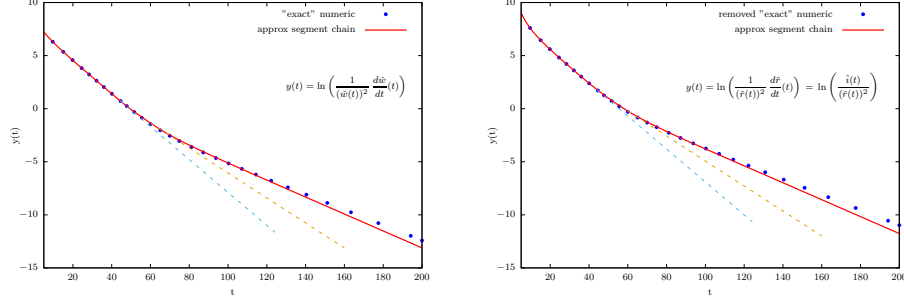 "exact" numeric
approx segment chain
y(t) = ln ( 1 / (w̄(t))² dw̄/dt (t) )
10
5
0
−5
−10
−15
y(t)
20 40 60 80 100 120 140 160 180 200
t
removed "exact" numeric
approx segment chain
y(t) = ln ( 1 / (r̄(t))² dr̄/dt (t) ) = ln ( ī(t) / (r̄(t))² )
10
5
0
−5
−10
−15
y(t)
20 40 60 80 100 120 140 160 180 200
t